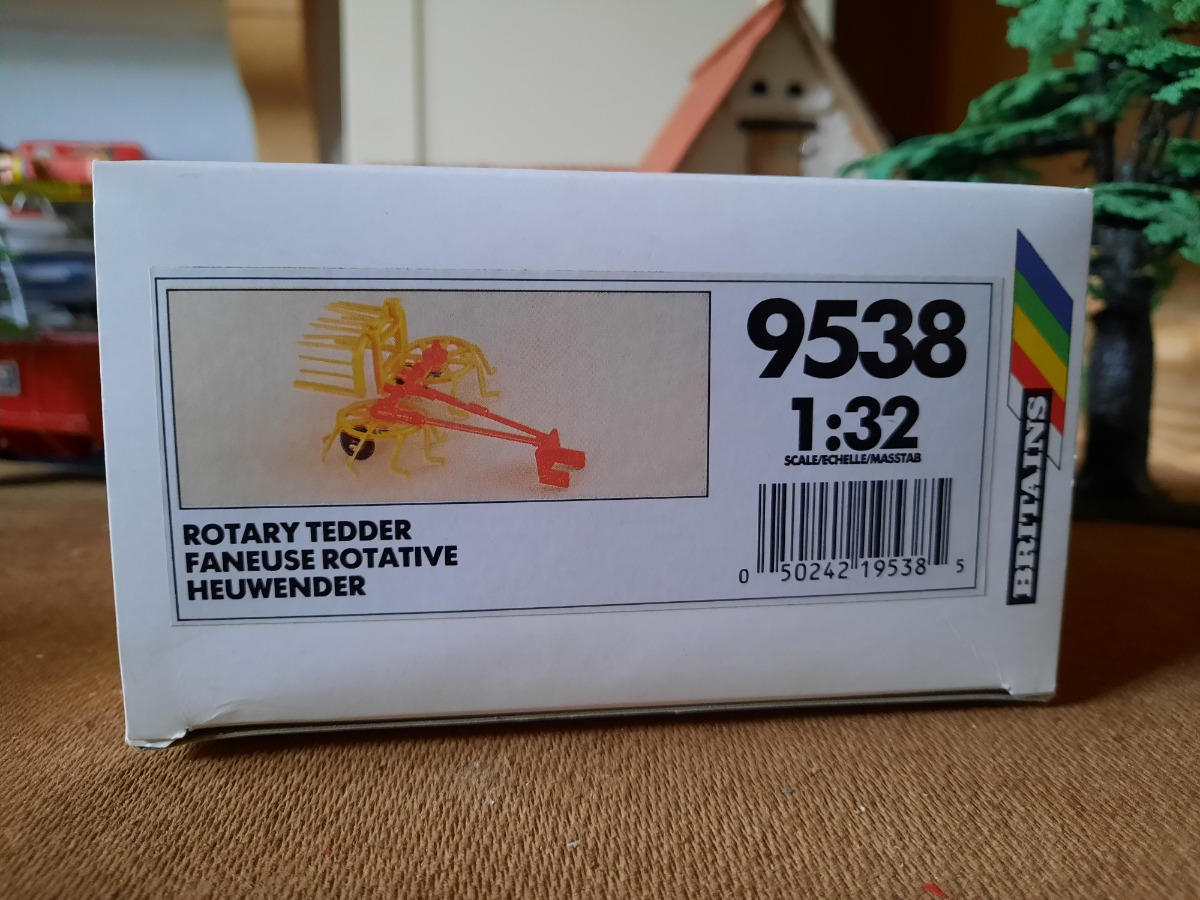 9538
1:32
SCALE/ECHELLE/MASSTAB
ROTARY TEDDER
FANEUSE ROTATIVE
HEUWENDER
0 50242 19538 5
BRITAINS